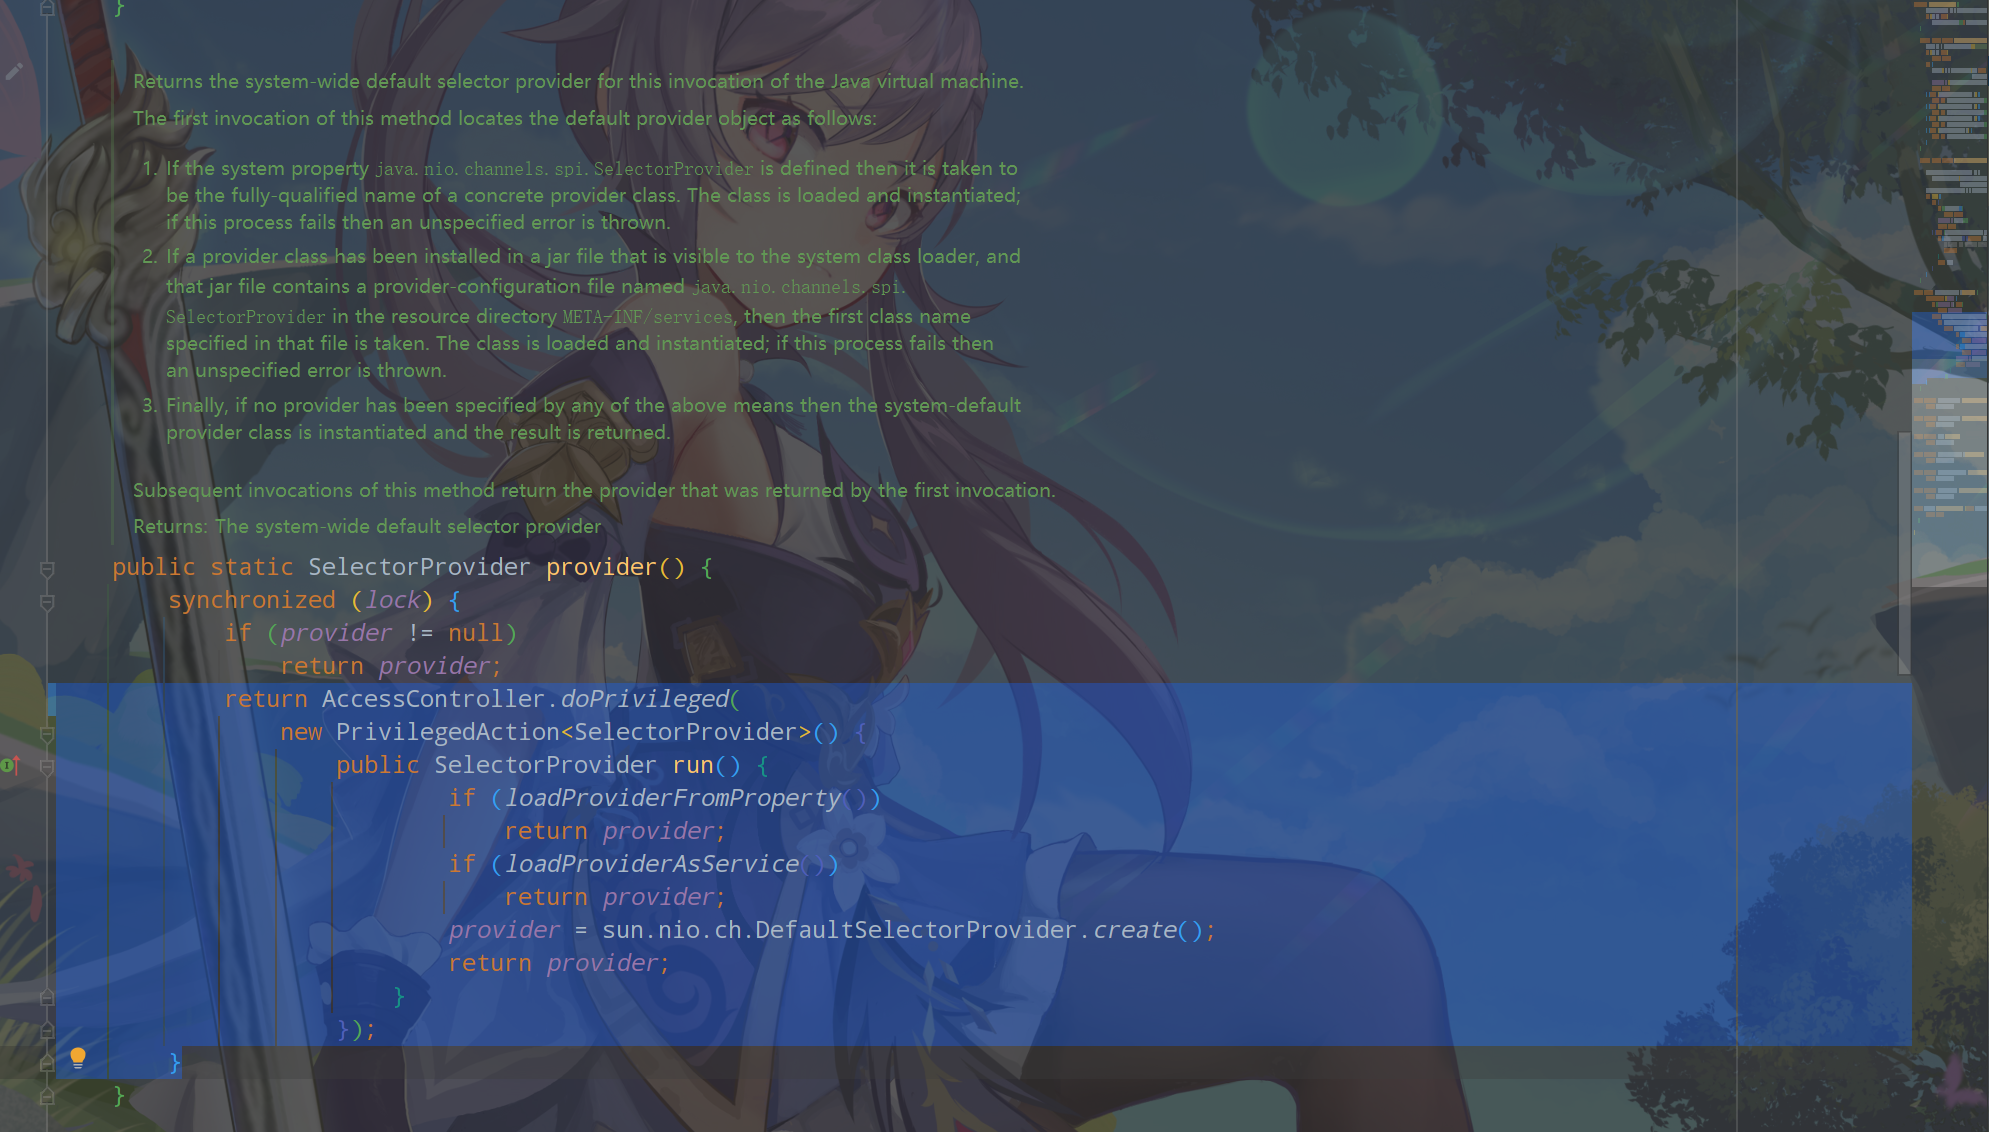 }
Returns the system-wide default selector provider for this invocation of the Java virtual machine.
The first invocation of this method locates the default provider object as follows:
1. If the system property java.nio.channels.spi.SelectorProvider is defined then it is taken to
be the fully-qualified name of a concrete provider class. The class is loaded and instantiated;
if this process fails then an unspecified error is thrown.
2. If a provider class has been installed in a jar file that is visible to the system class loader, and
that jar file contains a provider-configuration file named java.nio.channels.spi.
SelectorProvider in the resource directory META-INF/services, then the first class name
specified in that file is taken. The class is loaded and instantiated; if this process fails then
an unspecified error is thrown.
3. Finally, if no provider has been specified by any of the above means then the system-default
provider class is instantiated and the result is returned.
Subsequent invocations of this method return the provider that was returned by the first invocation.
Returns: The system-wide default selector provider
public static SelectorProvider provider() {
synchronized (lock) {
if (provider != null)
return provider;
return AccessController.doPrivileged(
new PrivilegedAction<SelectorProvider>() {
public SelectorProvider run() {
if (loadProviderFromProperty())
return provider;
if (loadProviderAsService())
return provider;
provider = sun.nio.ch.DefaultSelectorProvider.create();
return provider;
}
});
}
}